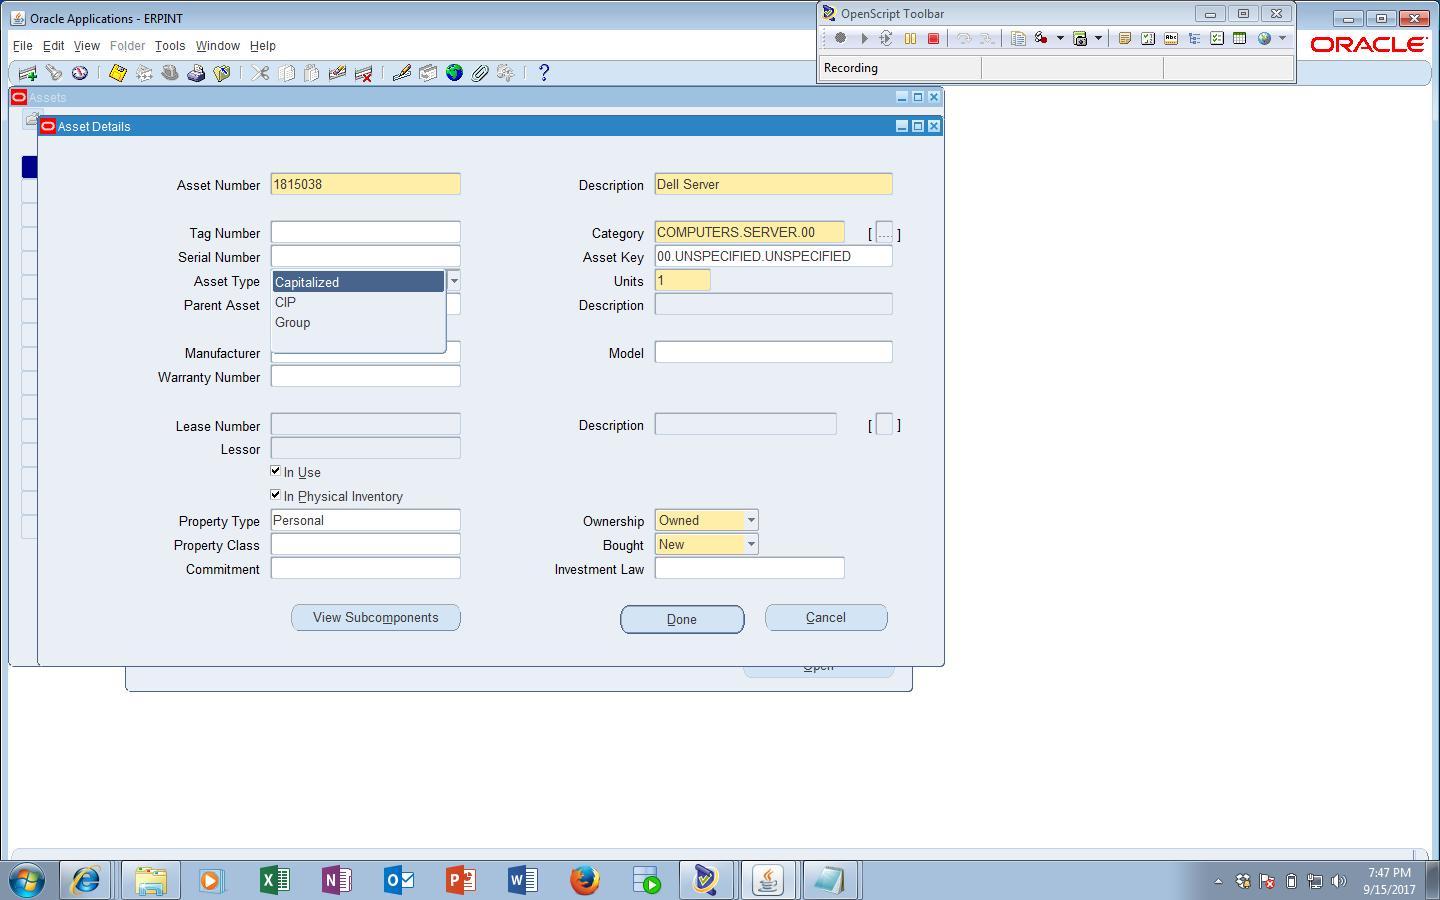 Oracle Applications - ERPINT
OpenScript Toolbar
File Edit View Folder Tools Window Help
ORACLE
Recording
Assets
Asset Details
Asset Number 1815038 Description Dell Server
Tag Number Category COMPUTERS.SERVER.00 [ .... ]
Serial Number Asset Key 00.UNSPECIFIED.UNSPECIFIED
Asset Type Capitalized Units 1
CIP
Parent Asset Description
Group
Manufacturer Model
Warranty Number
Lease Number Description [ ]
Lessor
In Use
In Physical Inventory
Property Type Personal Ownership Owned
Property Class Bought New
Commitment Investment Law
View Subcomponents Done Cancel
Open
7:47 PM
9/15/2017